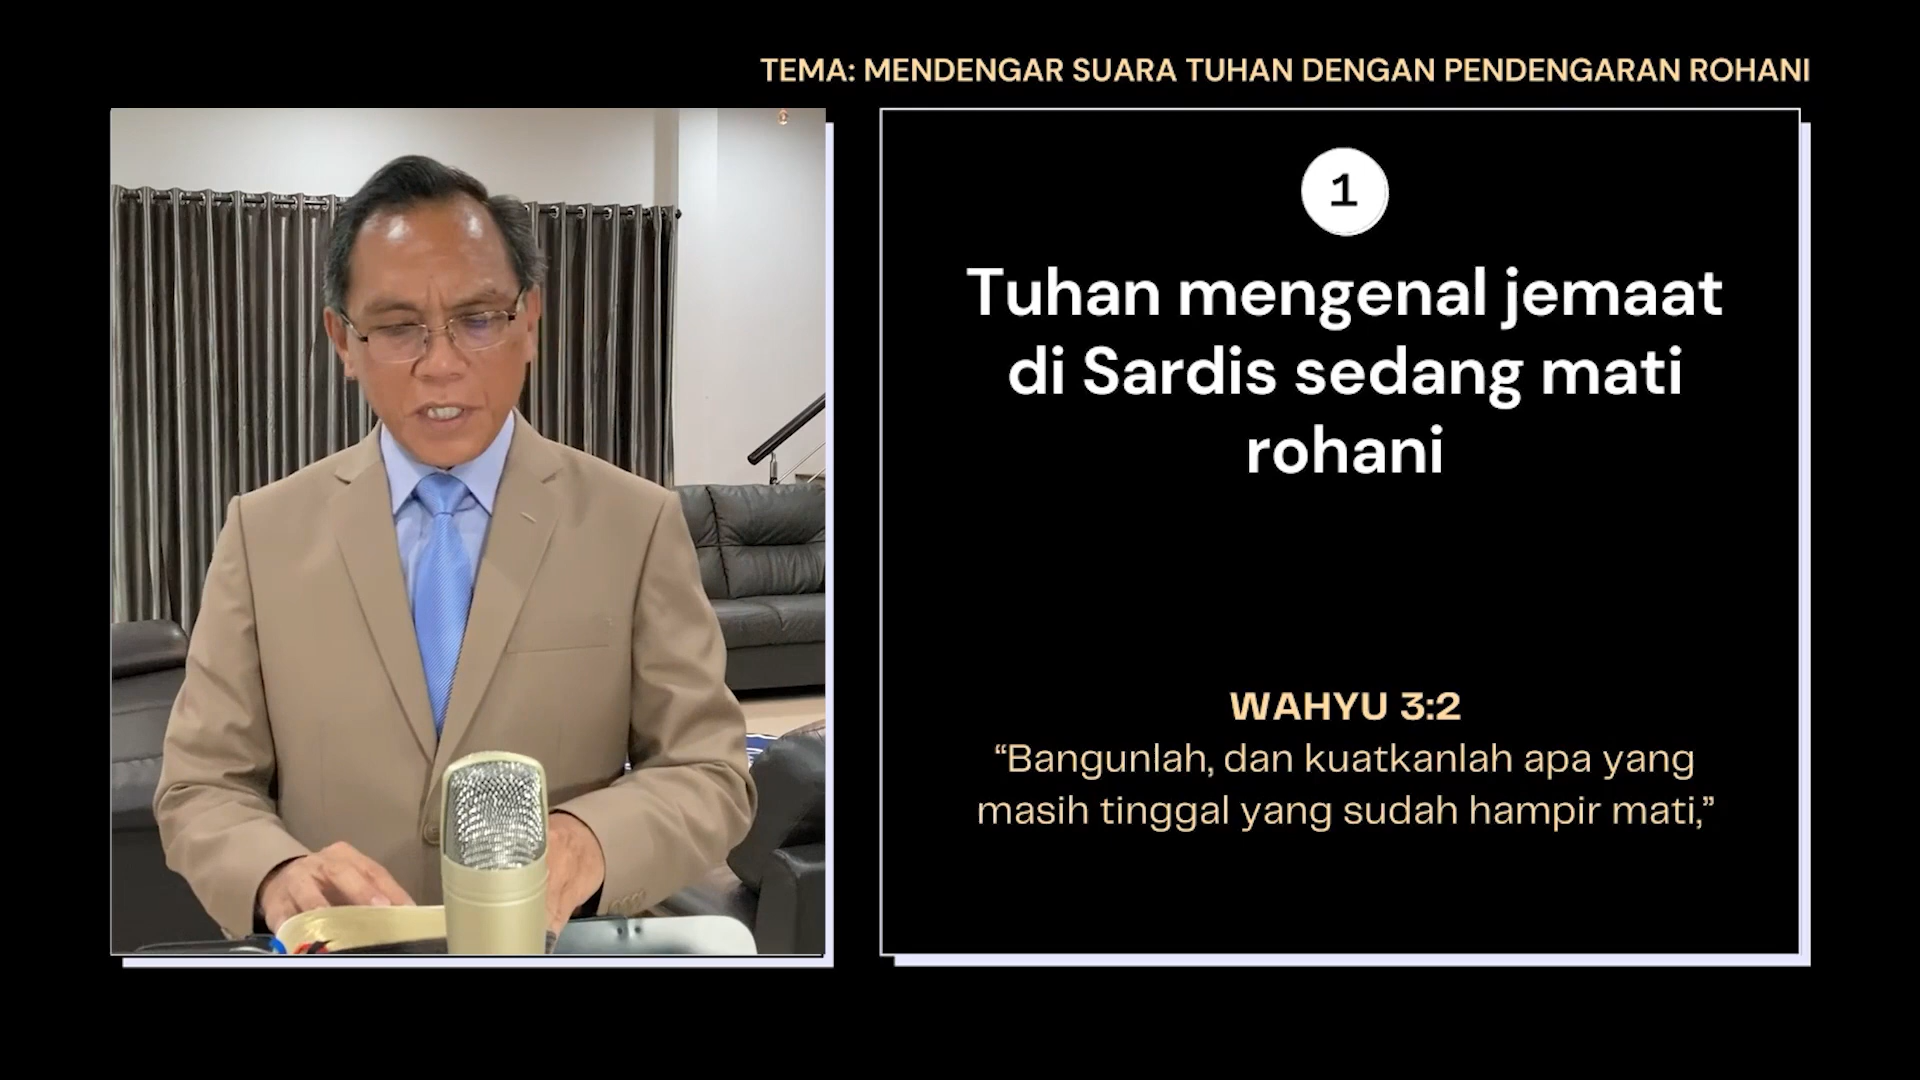 TEMA: MENDENGAR SUARA TUHAN DENGAN PENDENGARAN ROHANI
1
Tuhan mengenal jemaat
di Sardis sedang mati
rohani
WAHYU 3:2
“Bangunlah, dan kuatkanlah apa yang
masih tinggal yang sudah hampir mati,”